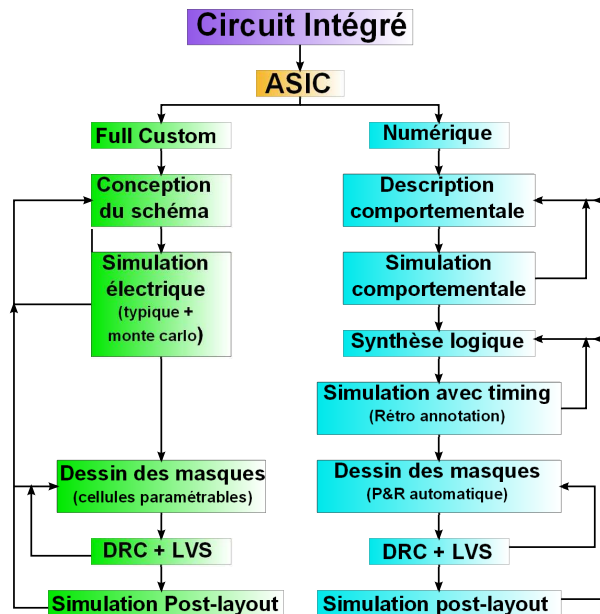 Circuit Intégré
ASIC
Full Custom
Conception
du schéma
Simulation
électrique
(typique +
monte carlo)
Dessin des masques
(cellules paramétrables)
DRC + LVS
Simulation Post-layout
Numérique
Description
comportementale
Simulation
comportementale
Synthèse logique
Simulation avec timing
(Rétro annotation)
Dessin des masques
(P&R automatique)
DRC + LVS
Simulation post-layout